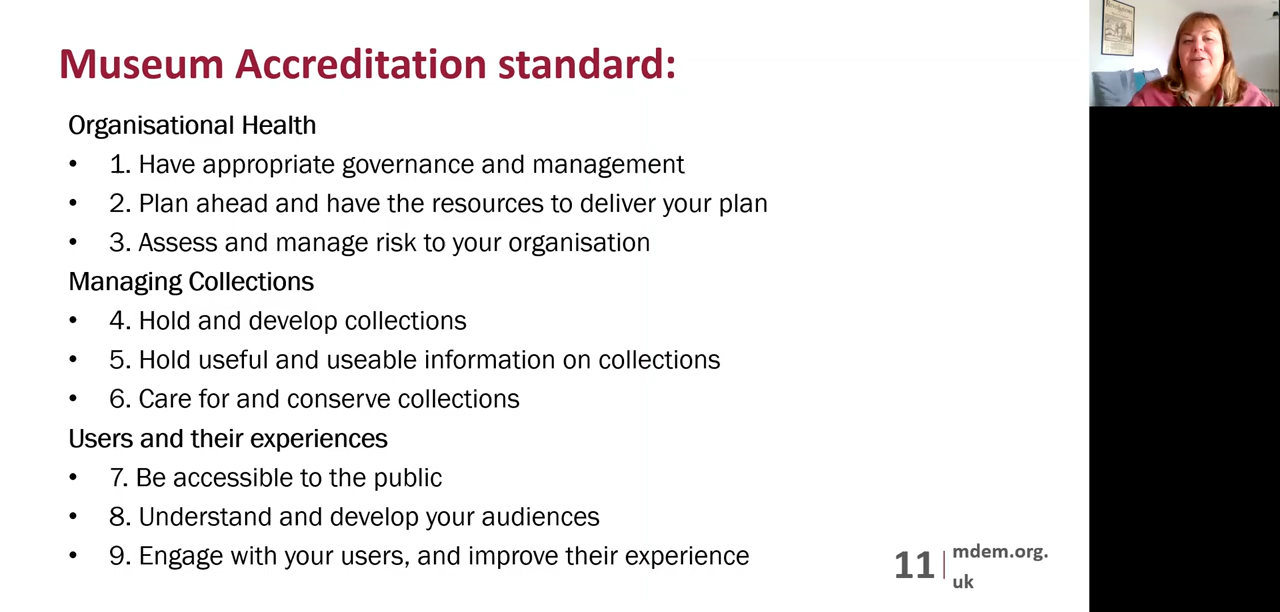 Museum Accreditation standard:
Organisational Health
• 1. Have appropriate governance and management
• 2. Plan ahead and have the resources to deliver your plan
• 3. Assess and manage risk to your organisation
Managing Collections
• 4. Hold and develop collections
• 5. Hold useful and useable information on collections
• 6. Care for and conserve collections
Users and their experiences
• 7. Be accessible to the public
• 8. Understand and develop your audiences
• 9. Engage with your users, and improve their experience
11
mdem.org.
uk